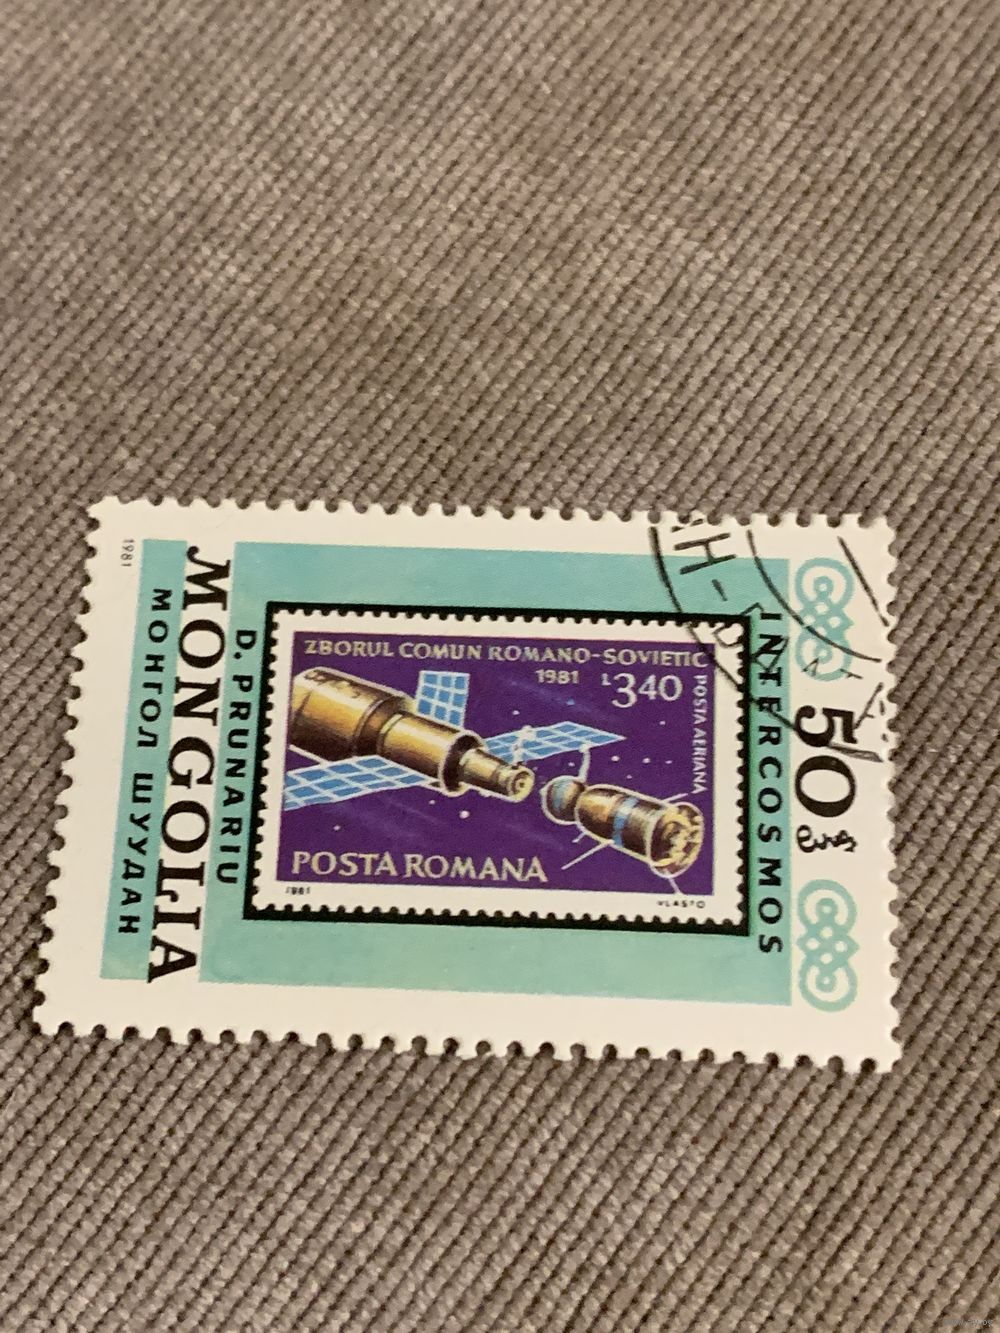 1981
МОНГОЛ ШУУДАН
MONGOLIA
D. PRUNARIU
ZBORUL COMUN ROMANO-SOVIETIC
1981
L3.40
POSTA AERIANA
POSTA ROMANA
1981
VLASTO
INTERCOSMOS
50